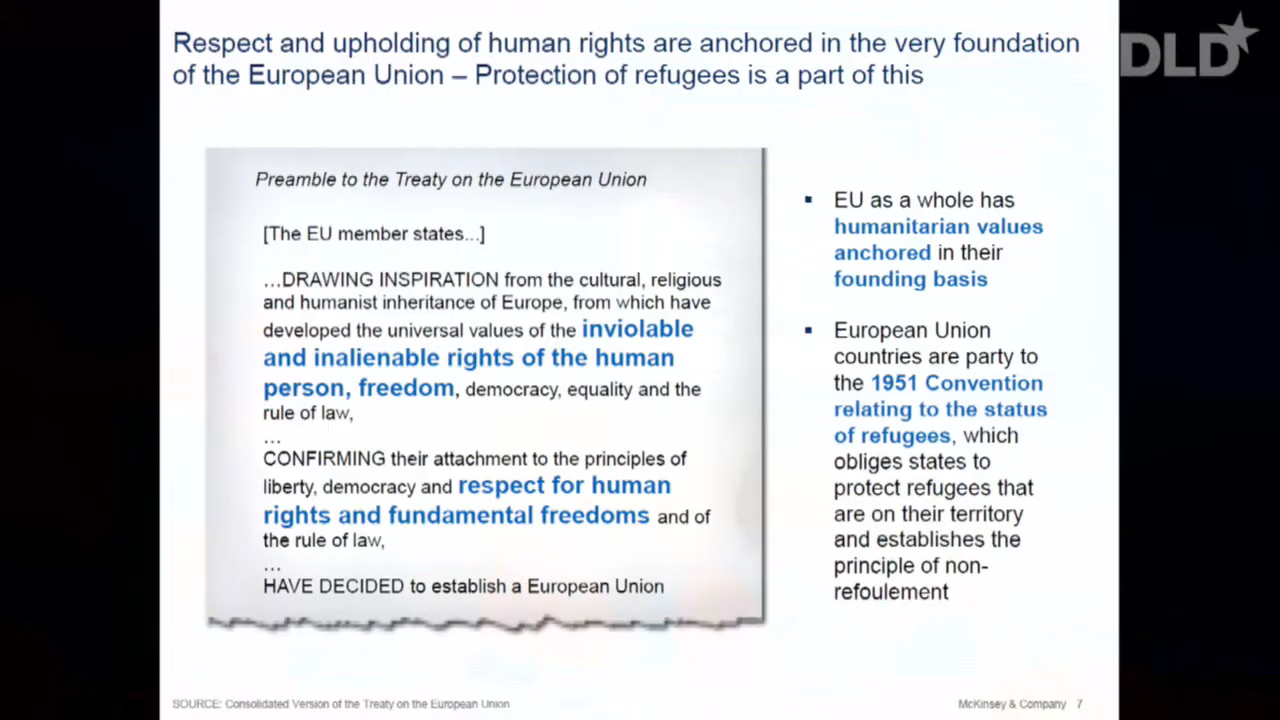 Respect and upholding of human rights are anchored in the very foundation
of the European Union – Protection of refugees is a part of this
DLD
Preamble to the Treaty on the European Union
[The EU member states...]
...DRAWING INSPIRATION from the cultural, religious
and humanist inheritance of Europe, from which have
developed the universal values of the inviolable
and inalienable rights of the human
person, freedom, democracy, equality and the
rule of law,
...
CONFIRMING their attachment to the principles of
liberty, democracy and respect for human
rights and fundamental freedoms and of
the rule of law,
...
HAVE DECIDED to establish a European Union
▪ EU as a whole has
humanitarian values
anchored in their
founding basis
▪ European Union
countries are party to
the 1951 Convention
relating to the status
of refugees, which
obliges states to
protect refugees that
are on their territory
and establishes the
principle of non-
refoulement
SOURCE: Consolidated Version of the Treaty on the European Union
McKinsey & Company 7